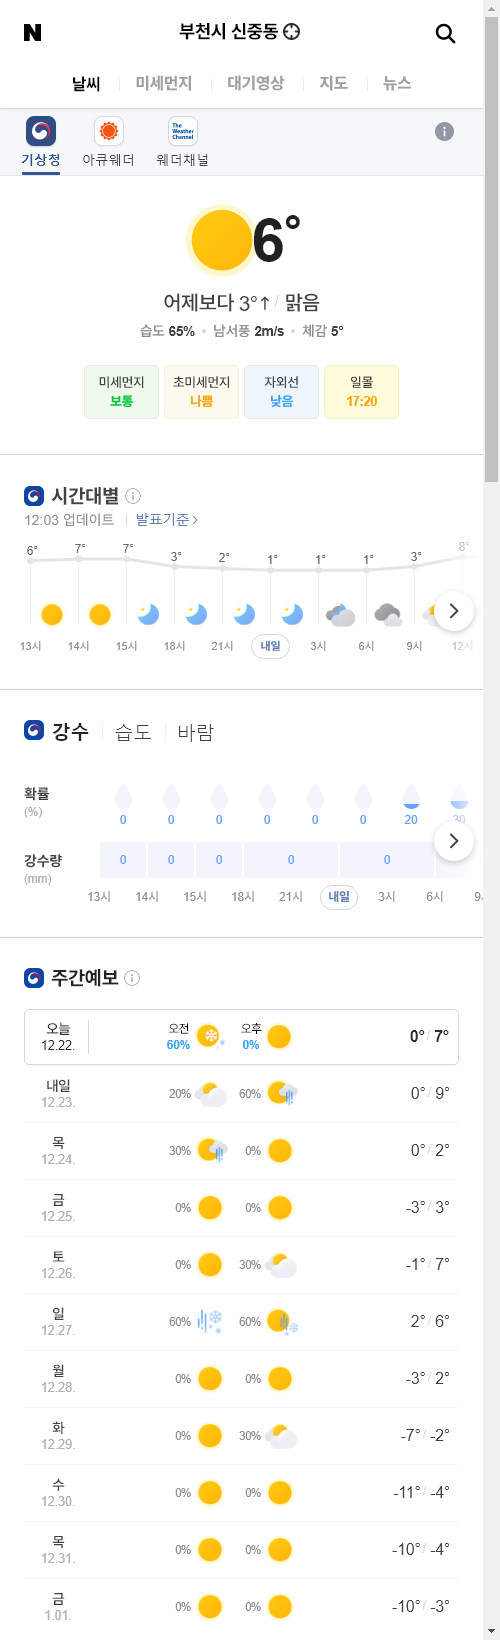 N
부천시 신중동
날씨 미세먼지 대기영상 지도 뉴스
The Weather Channel
기상청 아큐웨더 웨더채널
6°
어제보다 3°↑ / 맑음
습도 65% • 남서풍 2m/s • 체감 5°
미세먼지 초미세먼지 자외선 일몰
보통 나쁨 낮음 17:20
시간대별
12:03 업데이트 발표기준 >
6° 7° 7° 3° 2° 1° 1° 1° 3° 8°
13시 14시 15시 18시 21시 내일 3시 6시 9시 12시
강수 습도 바람
확률
(%)
0 0 0 0 0 0 20 30
강수량
(mm)
0 0 0 0 0
13시 14시 15시 18시 21시 내일 3시 6시
주간예보
오늘 12.22. 오전 60% 오후 0% 0° / 7°
내일 12.23. 20% 60% 0° / 9°
목 12.24. 30% 0% 0° / 2°
금 12.25. 0% 0% -3° / 3°
토 12.26. 0% 30% -1° / 7°
일 12.27. 60% 60% 2° / 6°
월 12.28. 0% 0% -3° / 2°
화 12.29. 0% 30% -7° / -2°
수 12.30. 0% 0% -11° / -4°
목 12.31. 0% 0% -10° / -4°
금 1.01. 0% 0% -10° / -3°